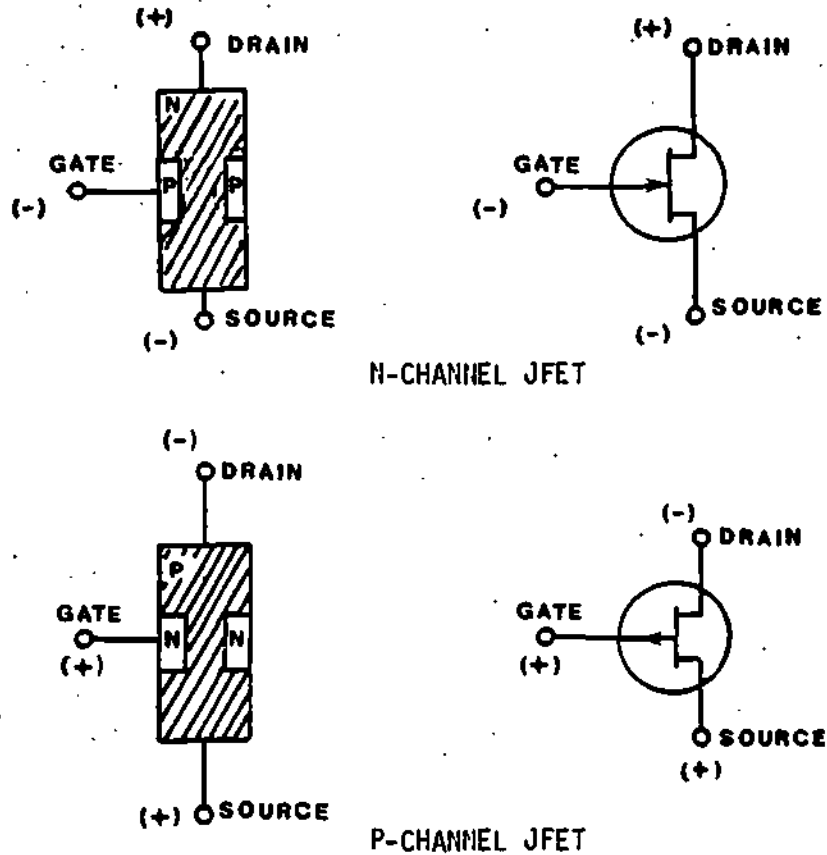 (+)
DRAIN
N
GATE
P P
(-)
SOURCE
(-)
(+)
DRAIN
GATE
(-)
SOURCE
(-)
N-CHANNEL JFET
(-)
DRAIN
P
GATE
N N
(+)
(+) SOURCE
(-)
DRAIN
GATE
(+)
SOURCE
(+)
P-CHANNEL JFET